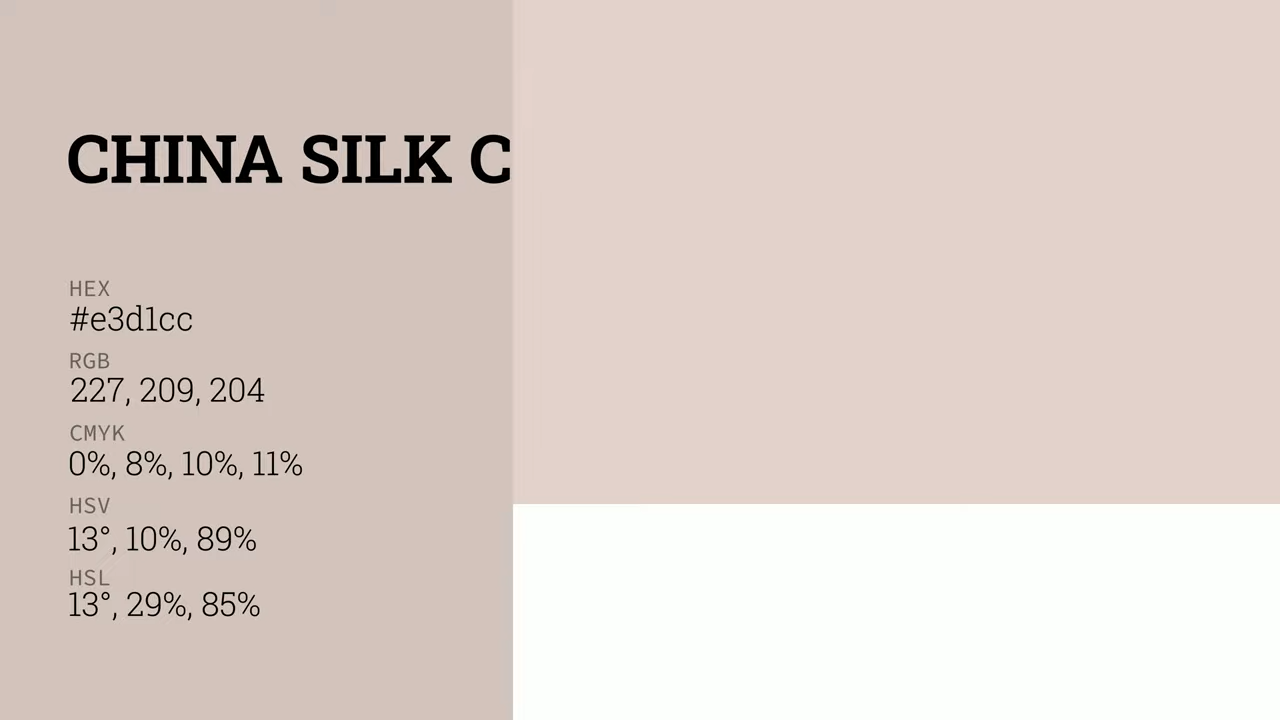 CHINA SILK C
HEX
#e3d1cc
RGB
227, 209, 204
CMYK
0%, 8%, 10%, 11%
HSV
13°, 10%, 89%
HSL
13°, 29%, 85%